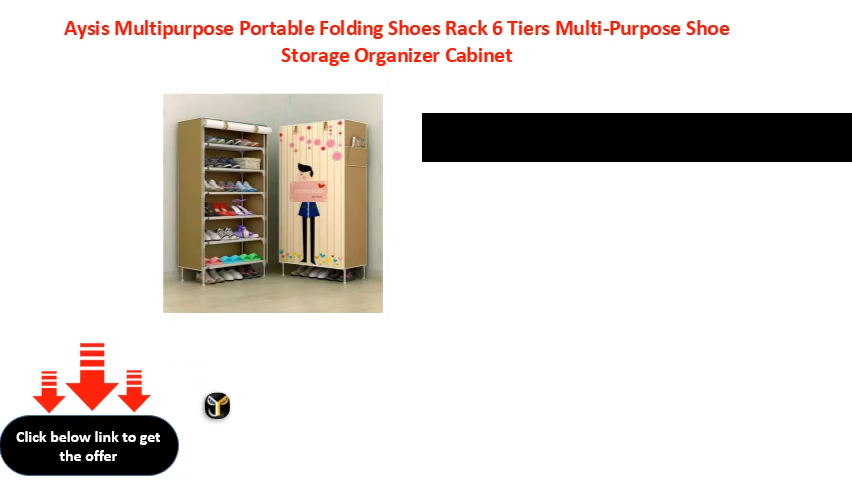 Aysis Multipurpose Portable Folding Shoes Rack 6 Tiers Multi-Purpose Shoe
Storage Organizer Cabinet
Click below link to get
the offer